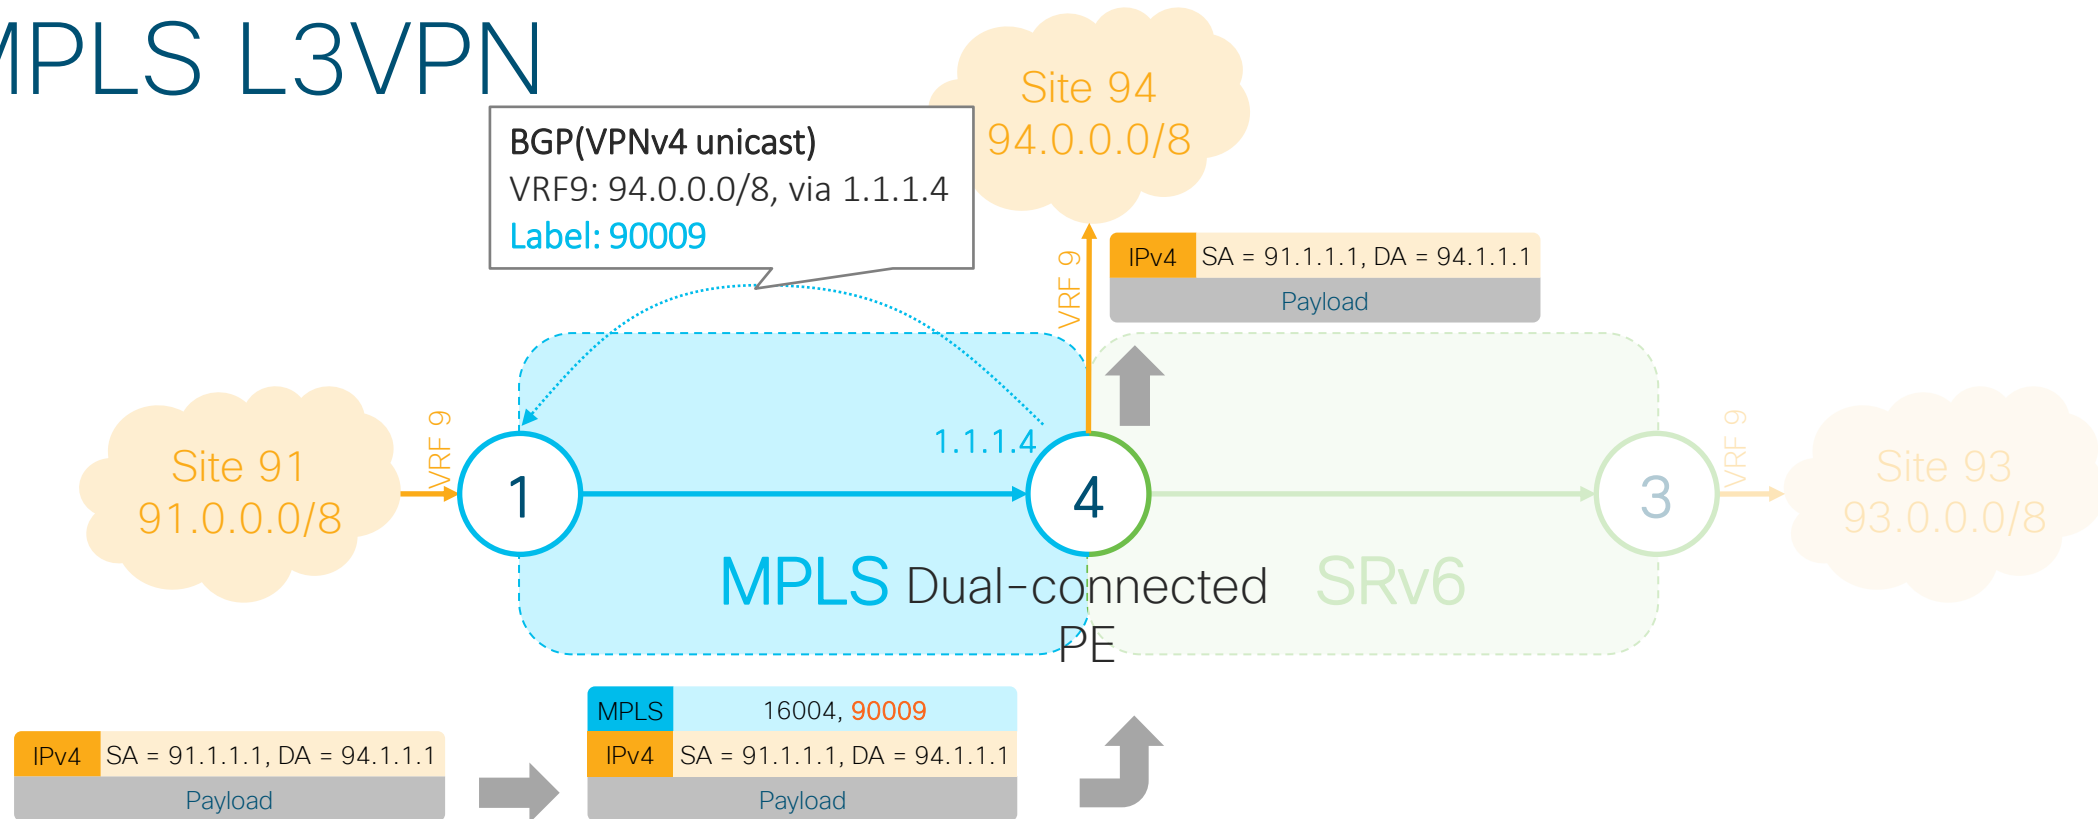 MPLS L3VPN
Site 94
94.0.0.0/8
BGP(VPNv4 unicast)
VRF9: 94.0.0.0/8, via 1.1.1.4
Label: 90009
VRF 9
IPv4 SA = 91.1.1.1, DA = 94.1.1.1
Payload
Site 91
91.0.0.0/8
VRF 9
1
1.1.1.4
4
3
VRF 9
Site 93
93.0.0.0/8
MPLS
Dual-connected
PE
SRv6
IPv4 SA = 91.1.1.1, DA = 94.1.1.1
Payload
MPLS 16004, 90009
IPv4 SA = 91.1.1.1, DA = 94.1.1.1
Payload